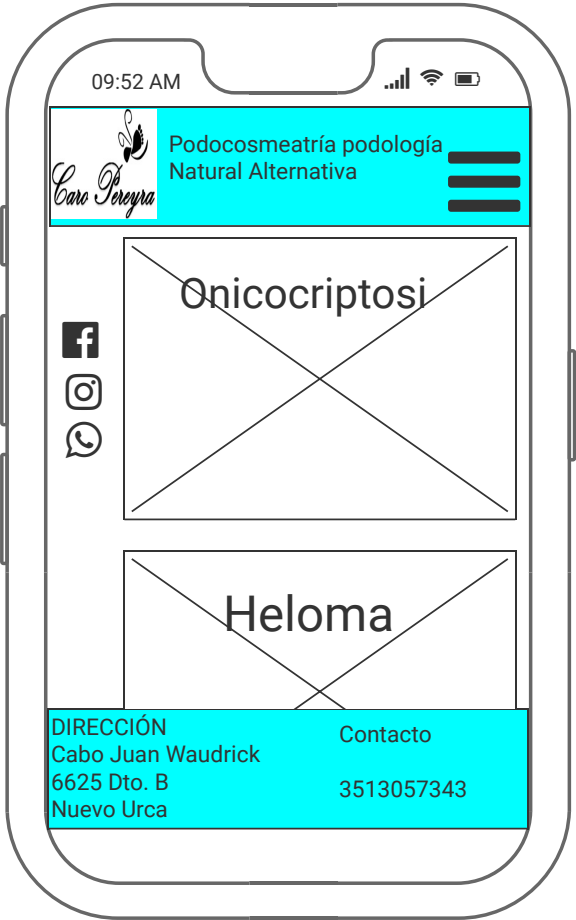 09:52 AM
Caro Pereyra
Podocosmeatría podología
Natural Alternativa
Onicocriptosi
Heloma
DIRECCIÓN
Cabo Juan Waudrick
6625 Dto. B
Nuevo Urca
Contacto
3513057343